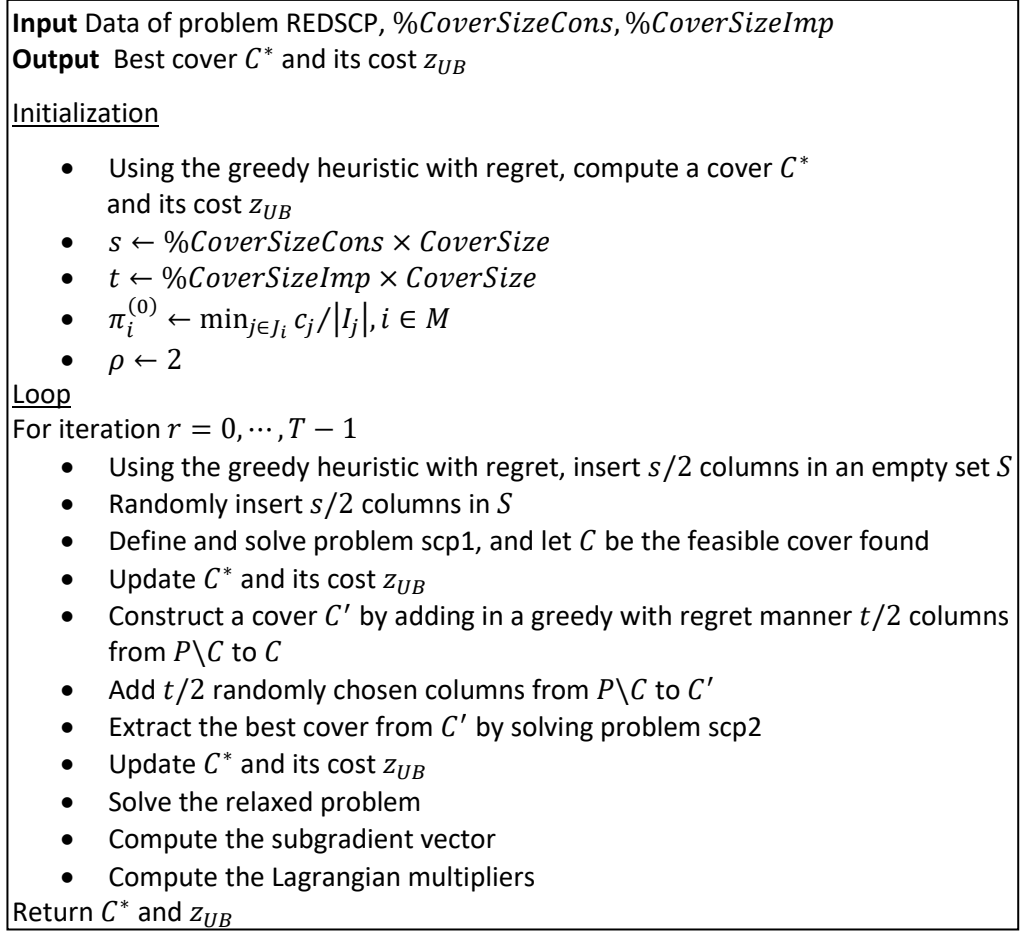 Input Data of problem REDSCP, %CoverSizeCons, %CoverSizeImp
Output Best cover C* and its cost z_UB
Initialization
• Using the greedy heuristic with regret, compute a cover C*
and its cost z_UB
• s ← %CoverSizeCons × CoverSize
• t ← %CoverSizeImp × CoverSize
• π_i^(0) ← min_{j∈J_i} c_j/|I_j|, i ∈ M
• ρ ← 2
Loop
For iteration r = 0, ⋯, T − 1
• Using the greedy heuristic with regret, insert s/2 columns in an empty set S
• Randomly insert s/2 columns in S
• Define and solve problem scp1, and let C be the feasible cover found
• Update C* and its cost z_UB
• Construct a cover C′ by adding in a greedy with regret manner t/2 columns
from P\C to C
• Add t/2 randomly chosen columns from P\C to C′
• Extract the best cover from C′ by solving problem scp2
• Update C* and its cost z_UB
• Solve the relaxed problem
• Compute the subgradient vector
• Compute the Lagrangian multipliers
Return C* and z_UB